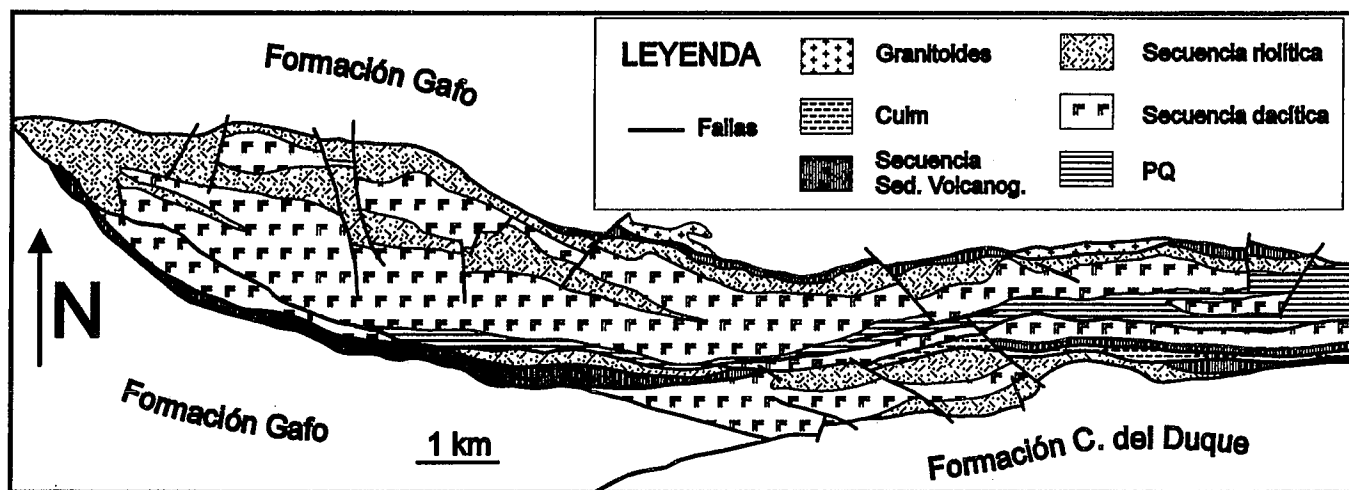 Formación Gafo
LEYENDA
Fallas
Granitoides
Culm
Secuencia
Sed. Volcanog.
Secuencia riolítica
Secuencia dacítica
PQ
N
Formación Gafo
1 km
Formación C. del Duque